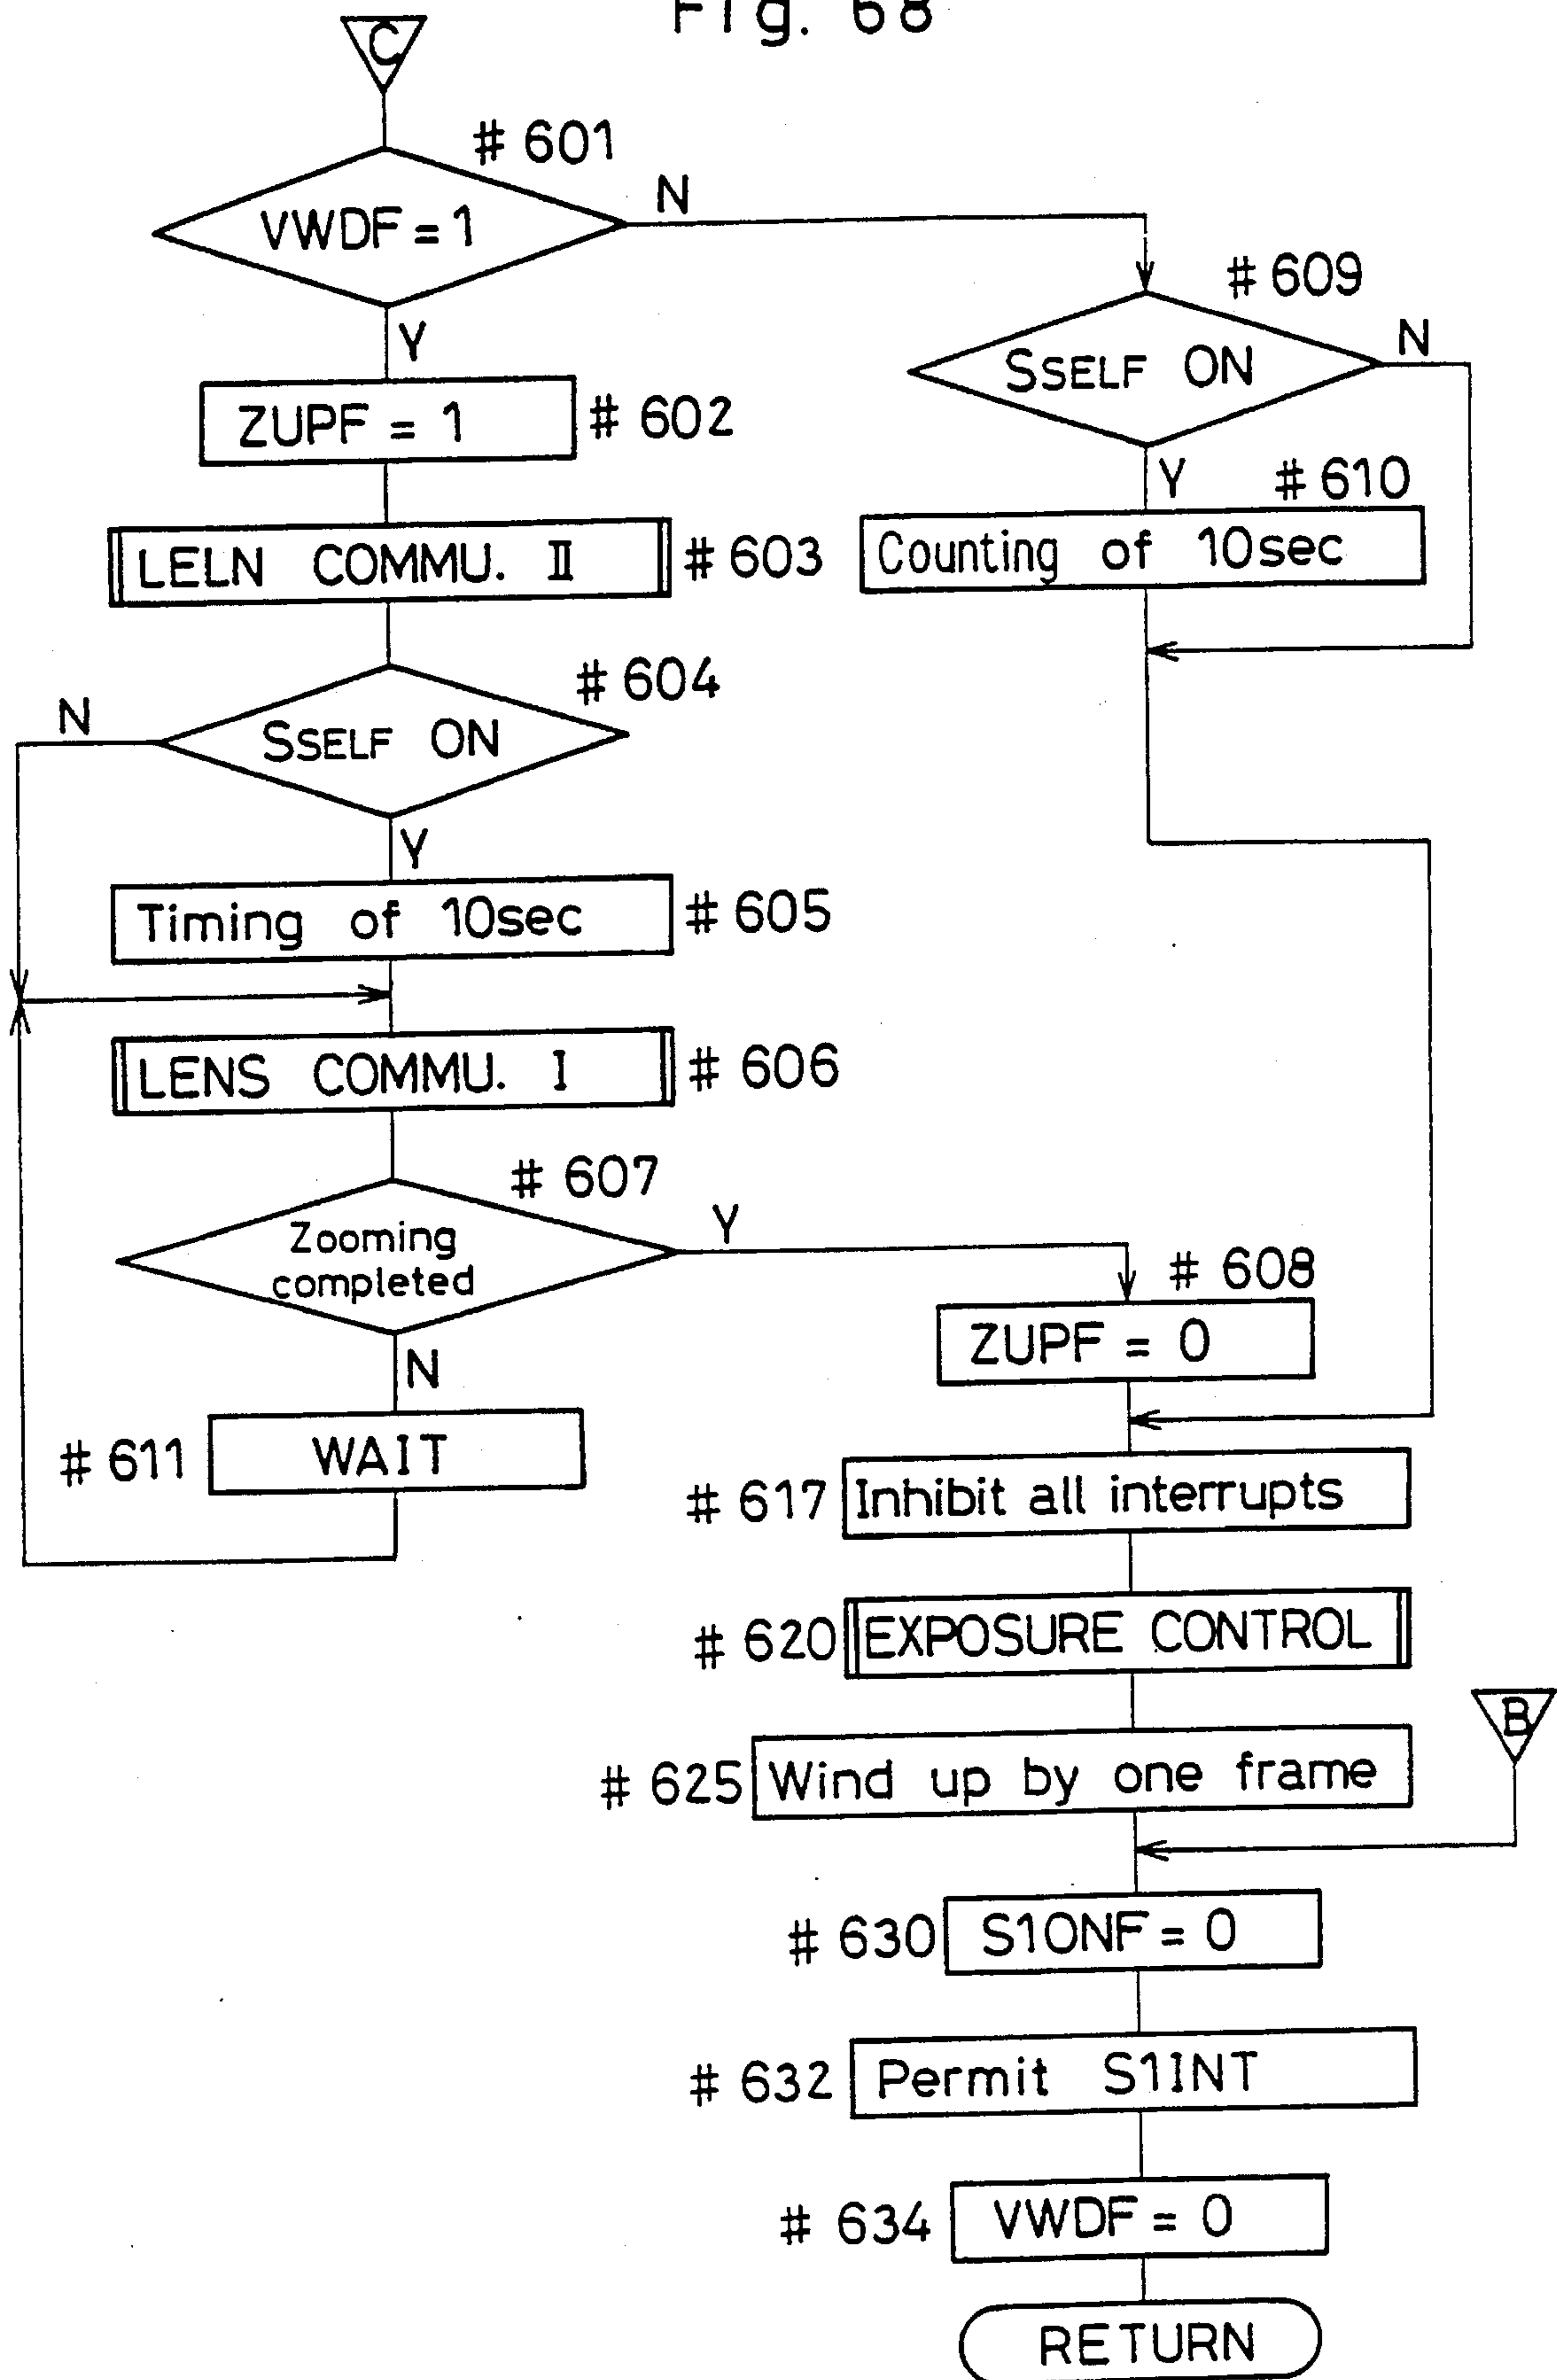 Fig. 68
C
# 601
VWDF = 1
N
Y
# 609
SSELF ON
N
Y
ZUPF = 1
# 602
# 610
Counting of 10sec
LELN COMMU. II
# 603
# 604
N
SSELF ON
Y
Timing of 10sec
# 605
LENS COMMU. I
# 606
# 607
Zooming
completed
Y
N
# 608
ZUPF = 0
# 611
WAIT
# 617
Inhibit all interrupts
# 620
EXPOSURE CONTROL
B
# 625
Wind up by one frame
# 630
S1ONF = 0
# 632
Permit S1INT
# 634
VWDF = 0
RETURN